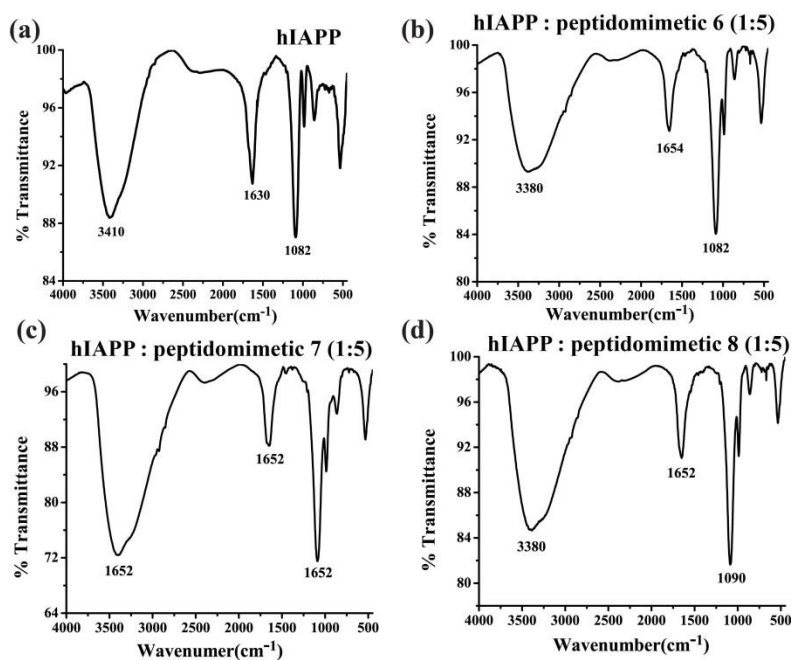 (a)
hIAPP
% Transmittance
100
96
92
88
84
3410
1630
1082
4000 3500 3000 2500 2000 1500 1000 500
Wavenumber(cm⁻¹)
(b)
hIAPP : peptidomimetic 6 (1:5)
% Transmittance
100
96
92
88
84
80
3380
1654
1082
4000 3500 3000 2500 2000 1500 1000 500
Wavenumber(cm⁻¹)
(c)
hIAPP : peptidomimetic 7 (1:5)
% Transmittance
96
88
80
72
64
1652
1652
1652
4000 3500 3000 2500 2000 1500 1000 500
Wavenumer(cm⁻¹)
(d)
hIAPP : peptidomimetic 8 (1:5)
% Transmittance
100
96
92
88
84
80
3380
1652
1090
4000 3500 3000 2500 2000 1500 1000 500
Wavenumber(cm⁻¹)